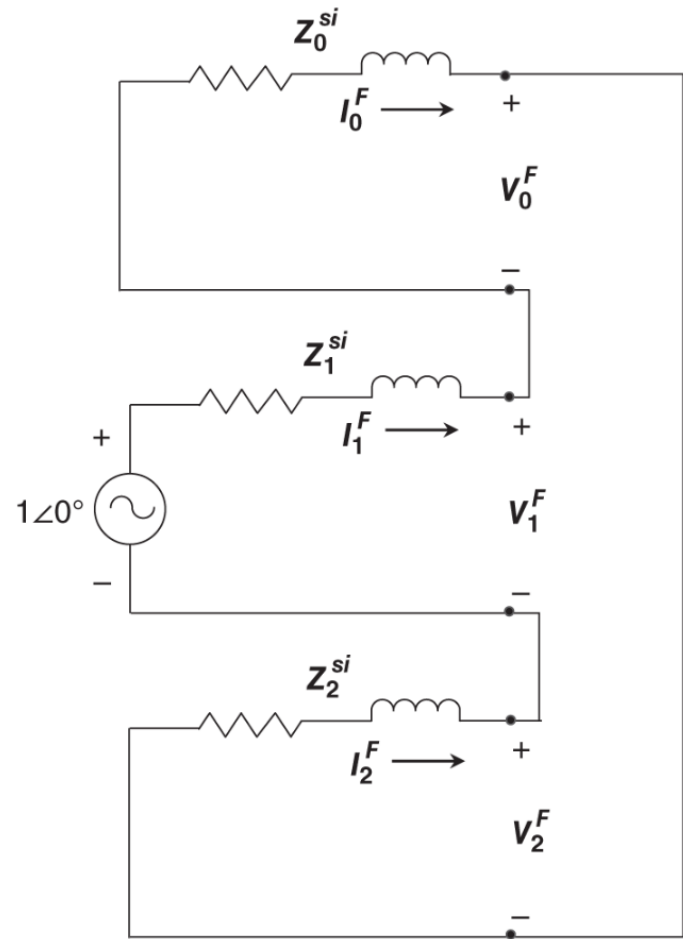 Z₀ˢⁱ
I₀ᶠ
+
V₀ᶠ
−
Z₁ˢⁱ
I₁ᶠ
+
+
1∠0°
V₁ᶠ
−
−
Z₂ˢⁱ
I₂ᶠ
+
V₂ᶠ
−